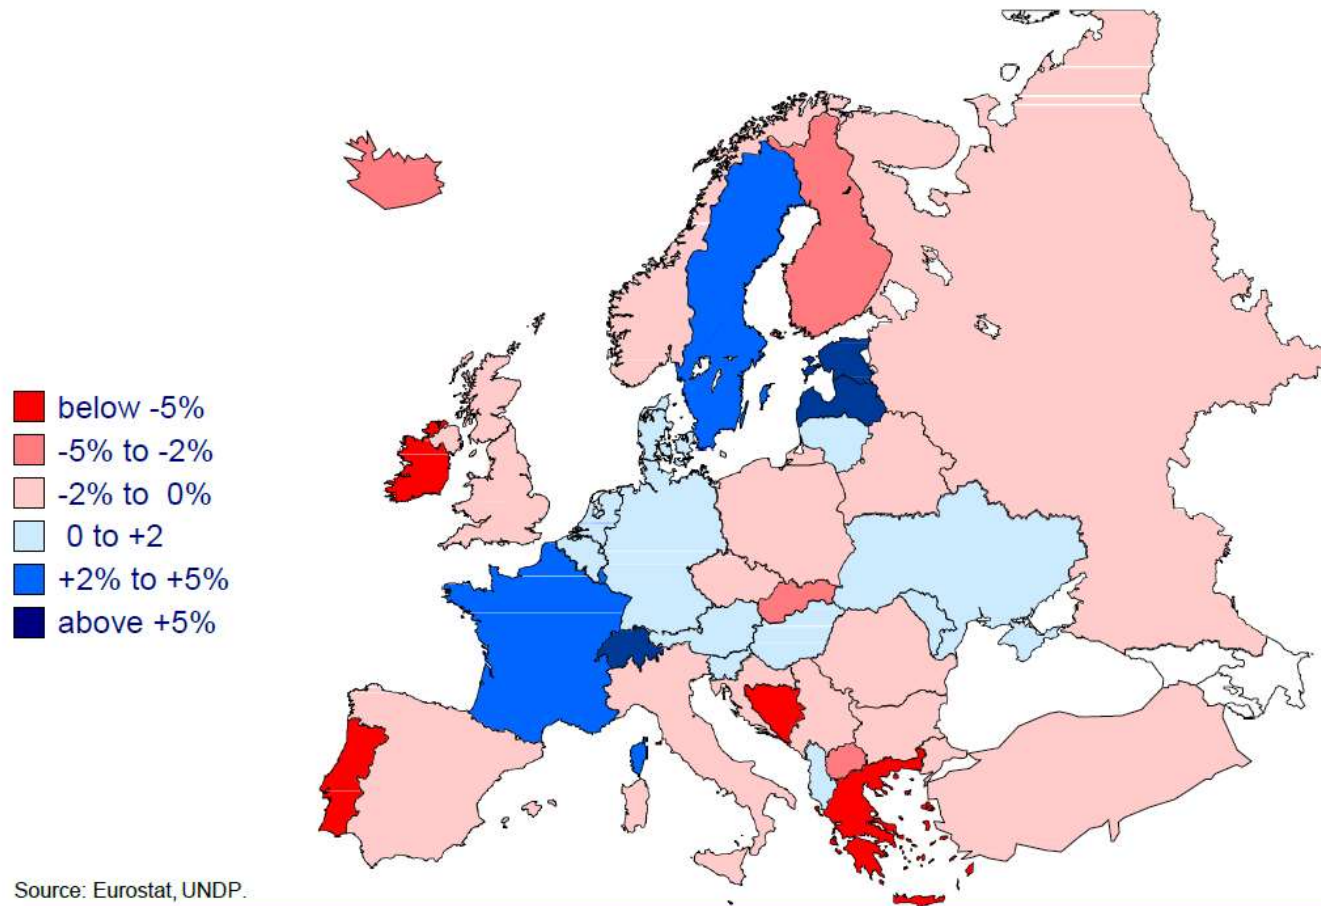 below -5%
-5% to -2%
-2% to 0%
0 to +2
+2% to +5%
above +5%
Source: Eurostat, UNDP.